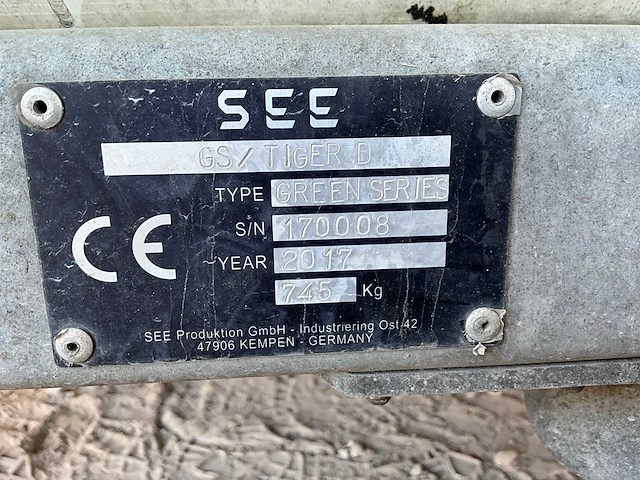 SEE
GS/TIGER D
TYPE GREEN SERIES
S/N 170008
YEAR 2017
745 Kg
CE
SEE Produktion GmbH - Industriering Ost 42
47906 KEMPEN - GERMANY